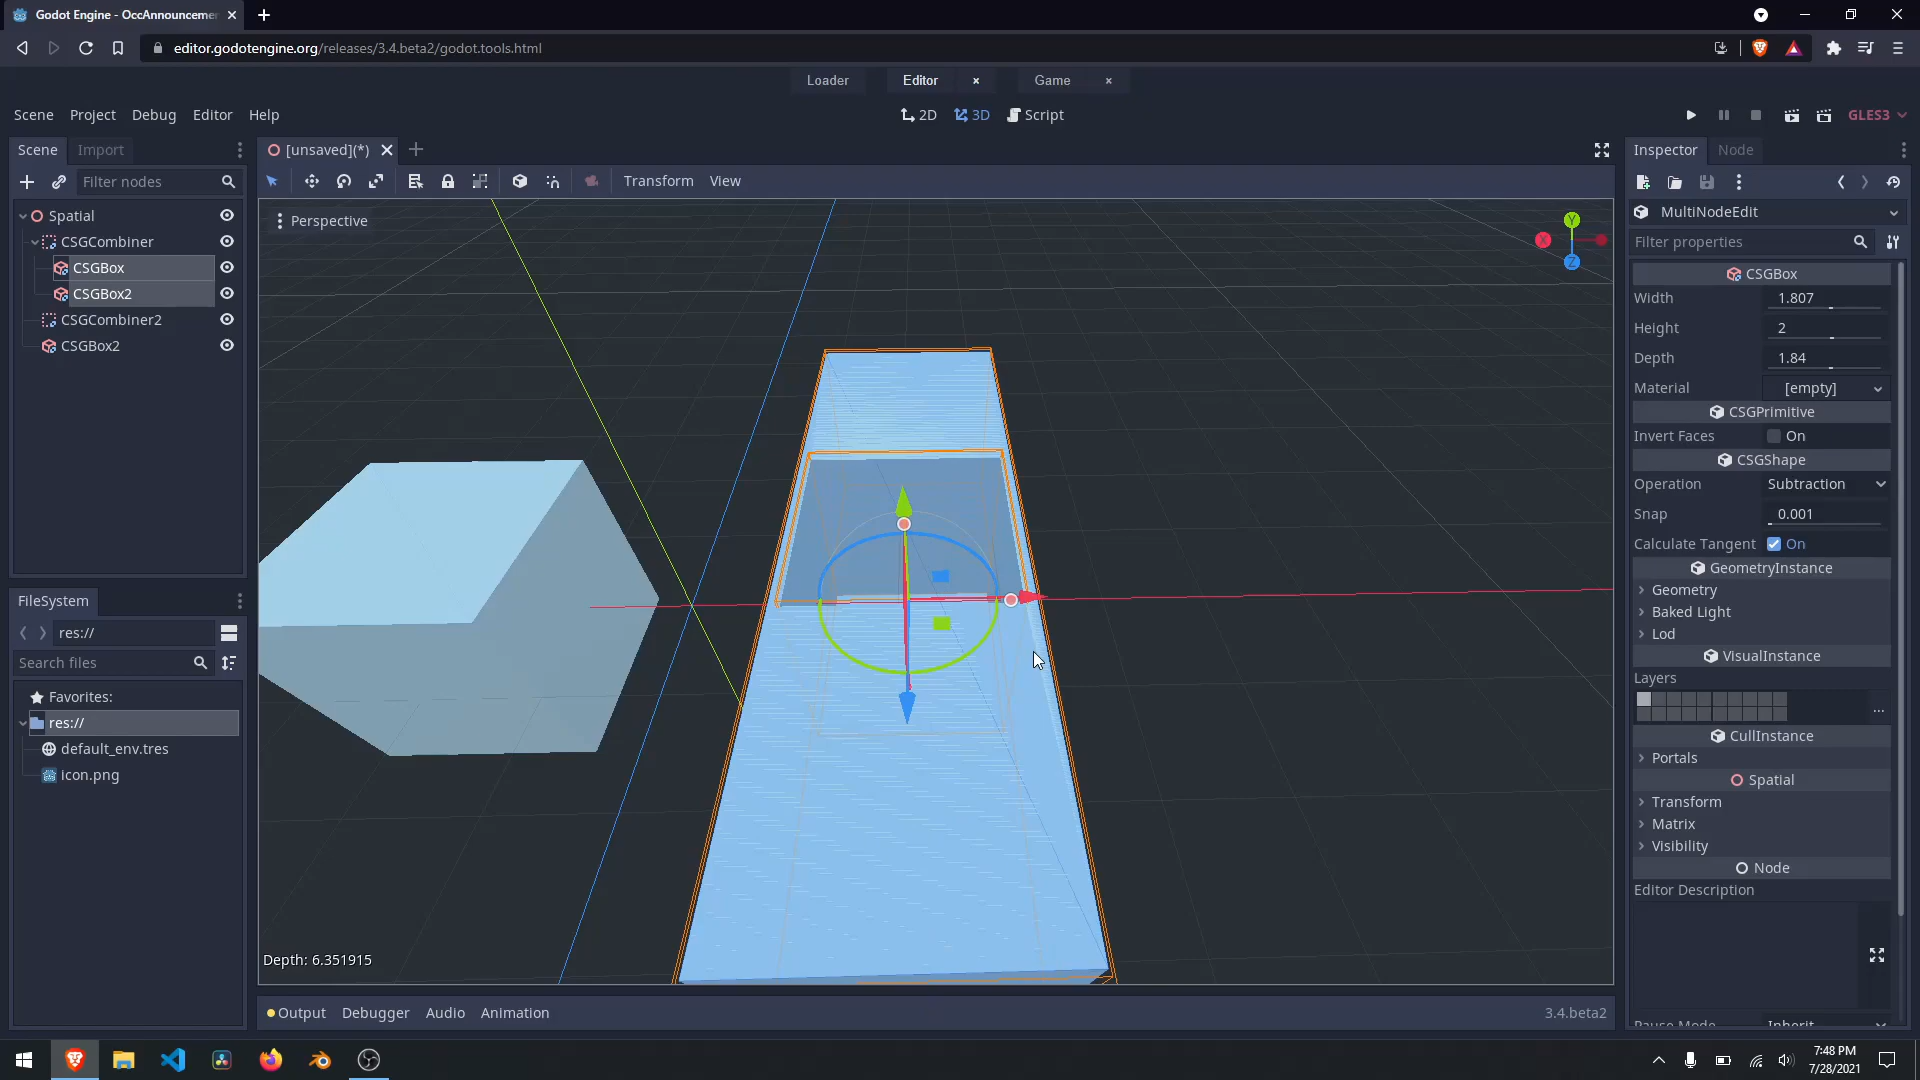 Godot Engine - OccAnnounceme
editor.godotengine.org/releases/3.4.beta2/godot.tools.html
Loader
Editor
Game
Scene
Project
Debug
Editor
Help
2D
3D
Script
GLES3
Scene
Import
[unsaved](*)
Inspector
Node
Filter nodes
Transform
View
Spatial
CSGCombiner
CSGBox
CSGBox2
CSGCombiner2
CSGBox2
Perspective
Y
X
Z
Depth: 6.351915
MultiNodeEdit
Filter properties
CSGBox
Width
1.807
Height
2
Depth
1.84
Material
[empty]
CSGPrimitive
Invert Faces
On
CSGShape
Operation
Subtraction
Snap
0.001
Calculate Tangent
On
GeometryInstance
Geometry
Baked Light
Lod
VisualInstance
Layers
...
CullInstance
Portals
Spatial
Transform
Matrix
Visibility
Node
Editor Description
Pause Mode
Inherit
FileSystem
res://
Search files
Favorites:
res://
default_env.tres
icon.png
Output
Debugger
Audio
Animation
3.4.beta2
7:48 PM
7/28/2021